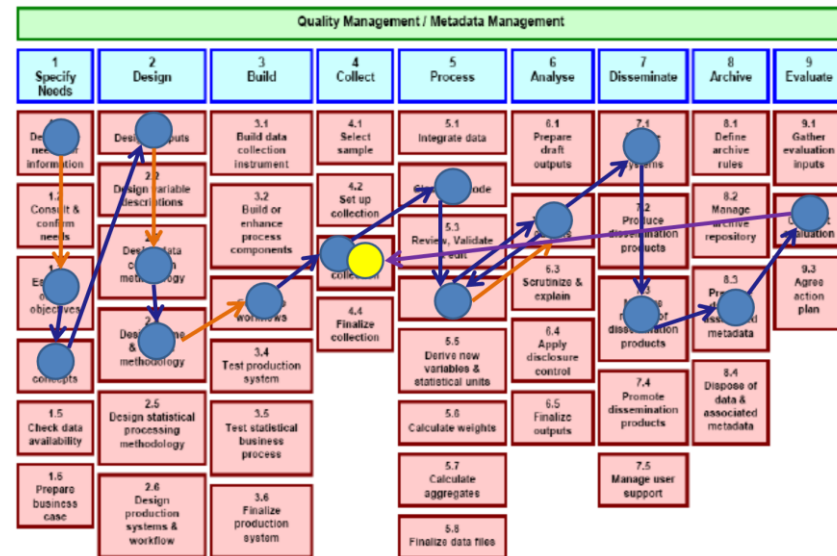 Quality Management / Metadata Management
1
Specify
Needs
2
Design
3
Build
4
Collect
5
Process
6
Analyse
7
Disseminate
8
Archive
9
Evaluate
information
1.2
Consult &
confirm
needs
objectives
concepts
1.5
Check data
availability
1.6
Prepare
business
case
2.2
Design variable
descriptions
methodology
methodology
2.5
Design statistical
processing
methodology
2.6
Design
production
systems &
workflow
3.1
Build data
collection
instrument
3.2
Build or
enhance
process
components
workflows
3.4
Test production
system
3.5
Test statistical
business
process
3.6
Finalize
production
system
4.1
Select
sample
4.2
Set up
collection
collection
4.4
Finalize
collection
5.1
Integrate data
5.3
Review, Validate
5.5
Derive new
variables &
statistical units
5.6
Calculate weights
5.7
Calculate
aggregates
5.8
Finalize data files
6.1
Prepare
draft
outputs
6.3
Scrutinize &
explain
6.4
Apply
disclosure
control
6.5
Finalize
outputs
7.1
7.2
Produce
dissemination
products
products
7.4
Promote
dissemination
products
7.5
Manage user
support
8.1
Define
archive
rules
8.2
Manage
archive
repository
8.3
associated
metadata
8.4
Dispose of
data &
associated
metadata
9.1
Gather
evaluation
inputs
evaluation
9.3
Agree
action
plan